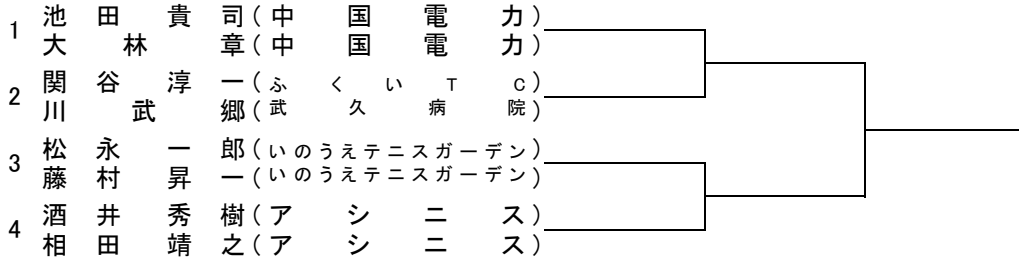 1 池田 貴司(中国電力)
大林 章(中国電力)
2 関谷 淳一(ふくいTC)
川 武郷(武久病院)
3 松永 一郎(いのうえテニスガーデン)
藤村 昇一(いのうえテニスガーデン)
4 酒井 秀樹(アシニス)
相田 靖之(アシニス)